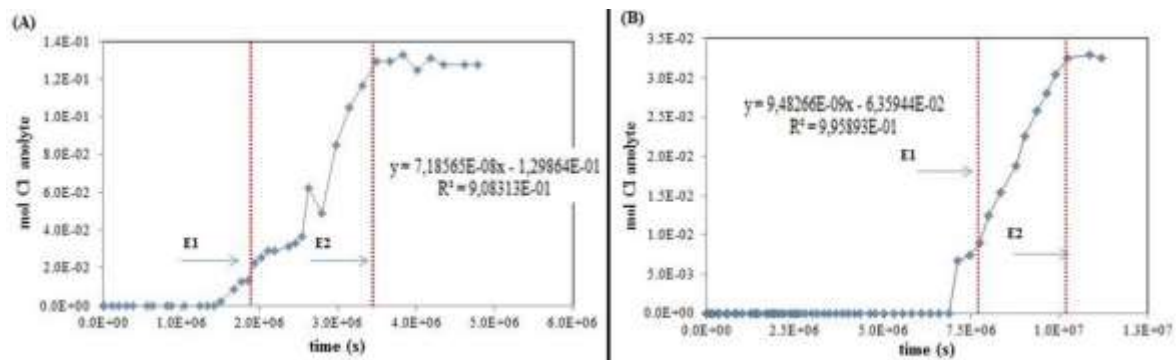 (A)
mol Cl anolyte
1.4E-01
1.2E-01
1.0E-01
8.0E-02
6.0E-02
4.0E-02
2.0E-02
0.0E+00
y = 7,18565E-08x - 1,29864E-01
R² = 9,08313E-01
E1
E2
0.0E+00 1.0E+06 2.0E+06 3.0E+06 4.0E+06 5.0E+06 6.0E+06
time (s)
(B)
mol Cl anolyte
3.5E-02
3.0E-02
2.5E-02
2.0E-02
1.5E-02
1.0E-02
5.0E-03
0.0E+00
y = 9,48266E-09x - 6,35944E-02
R² = 9,95893E-01
E1
E2
0.0E+00 2.5E+06 5.0E+06 7.5E+06 1.0E+07 1.3E+07
time (s)